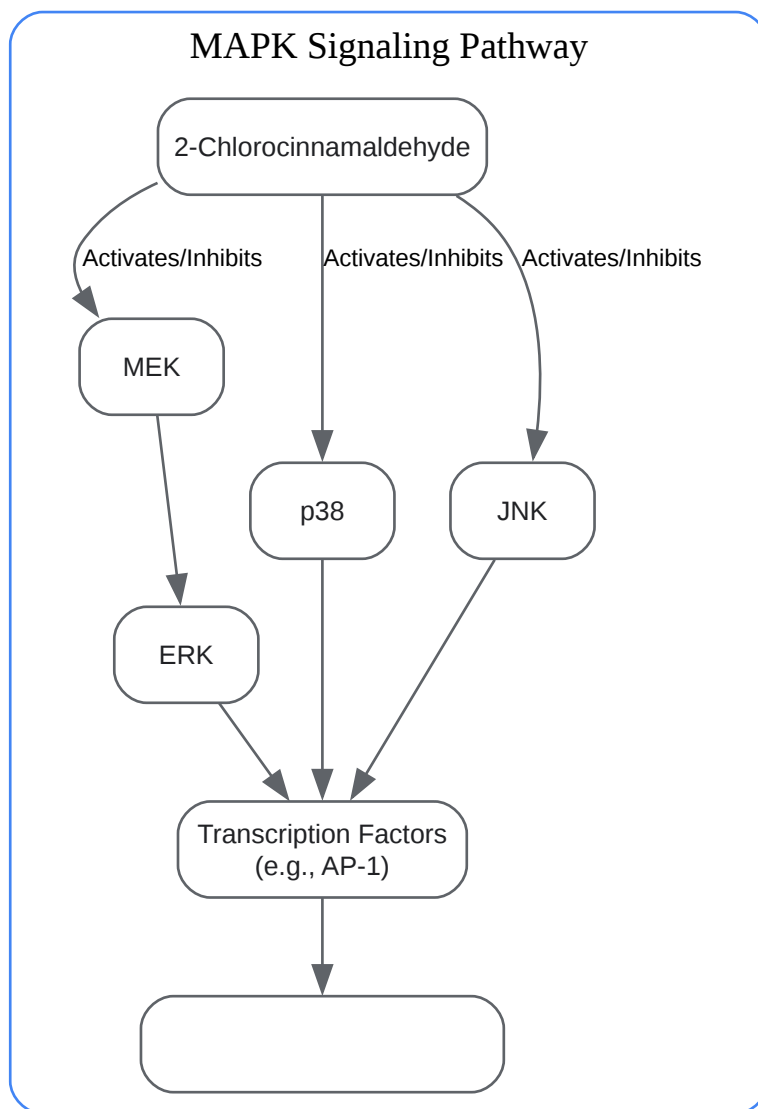 MAPK Signaling Pathway
2-Chlorocinnamaldehyde
Activates/Inhibits
Activates/Inhibits
Activates/Inhibits
MEK
p38
JNK
ERK
Transcription Factors
(e.g., AP-1)